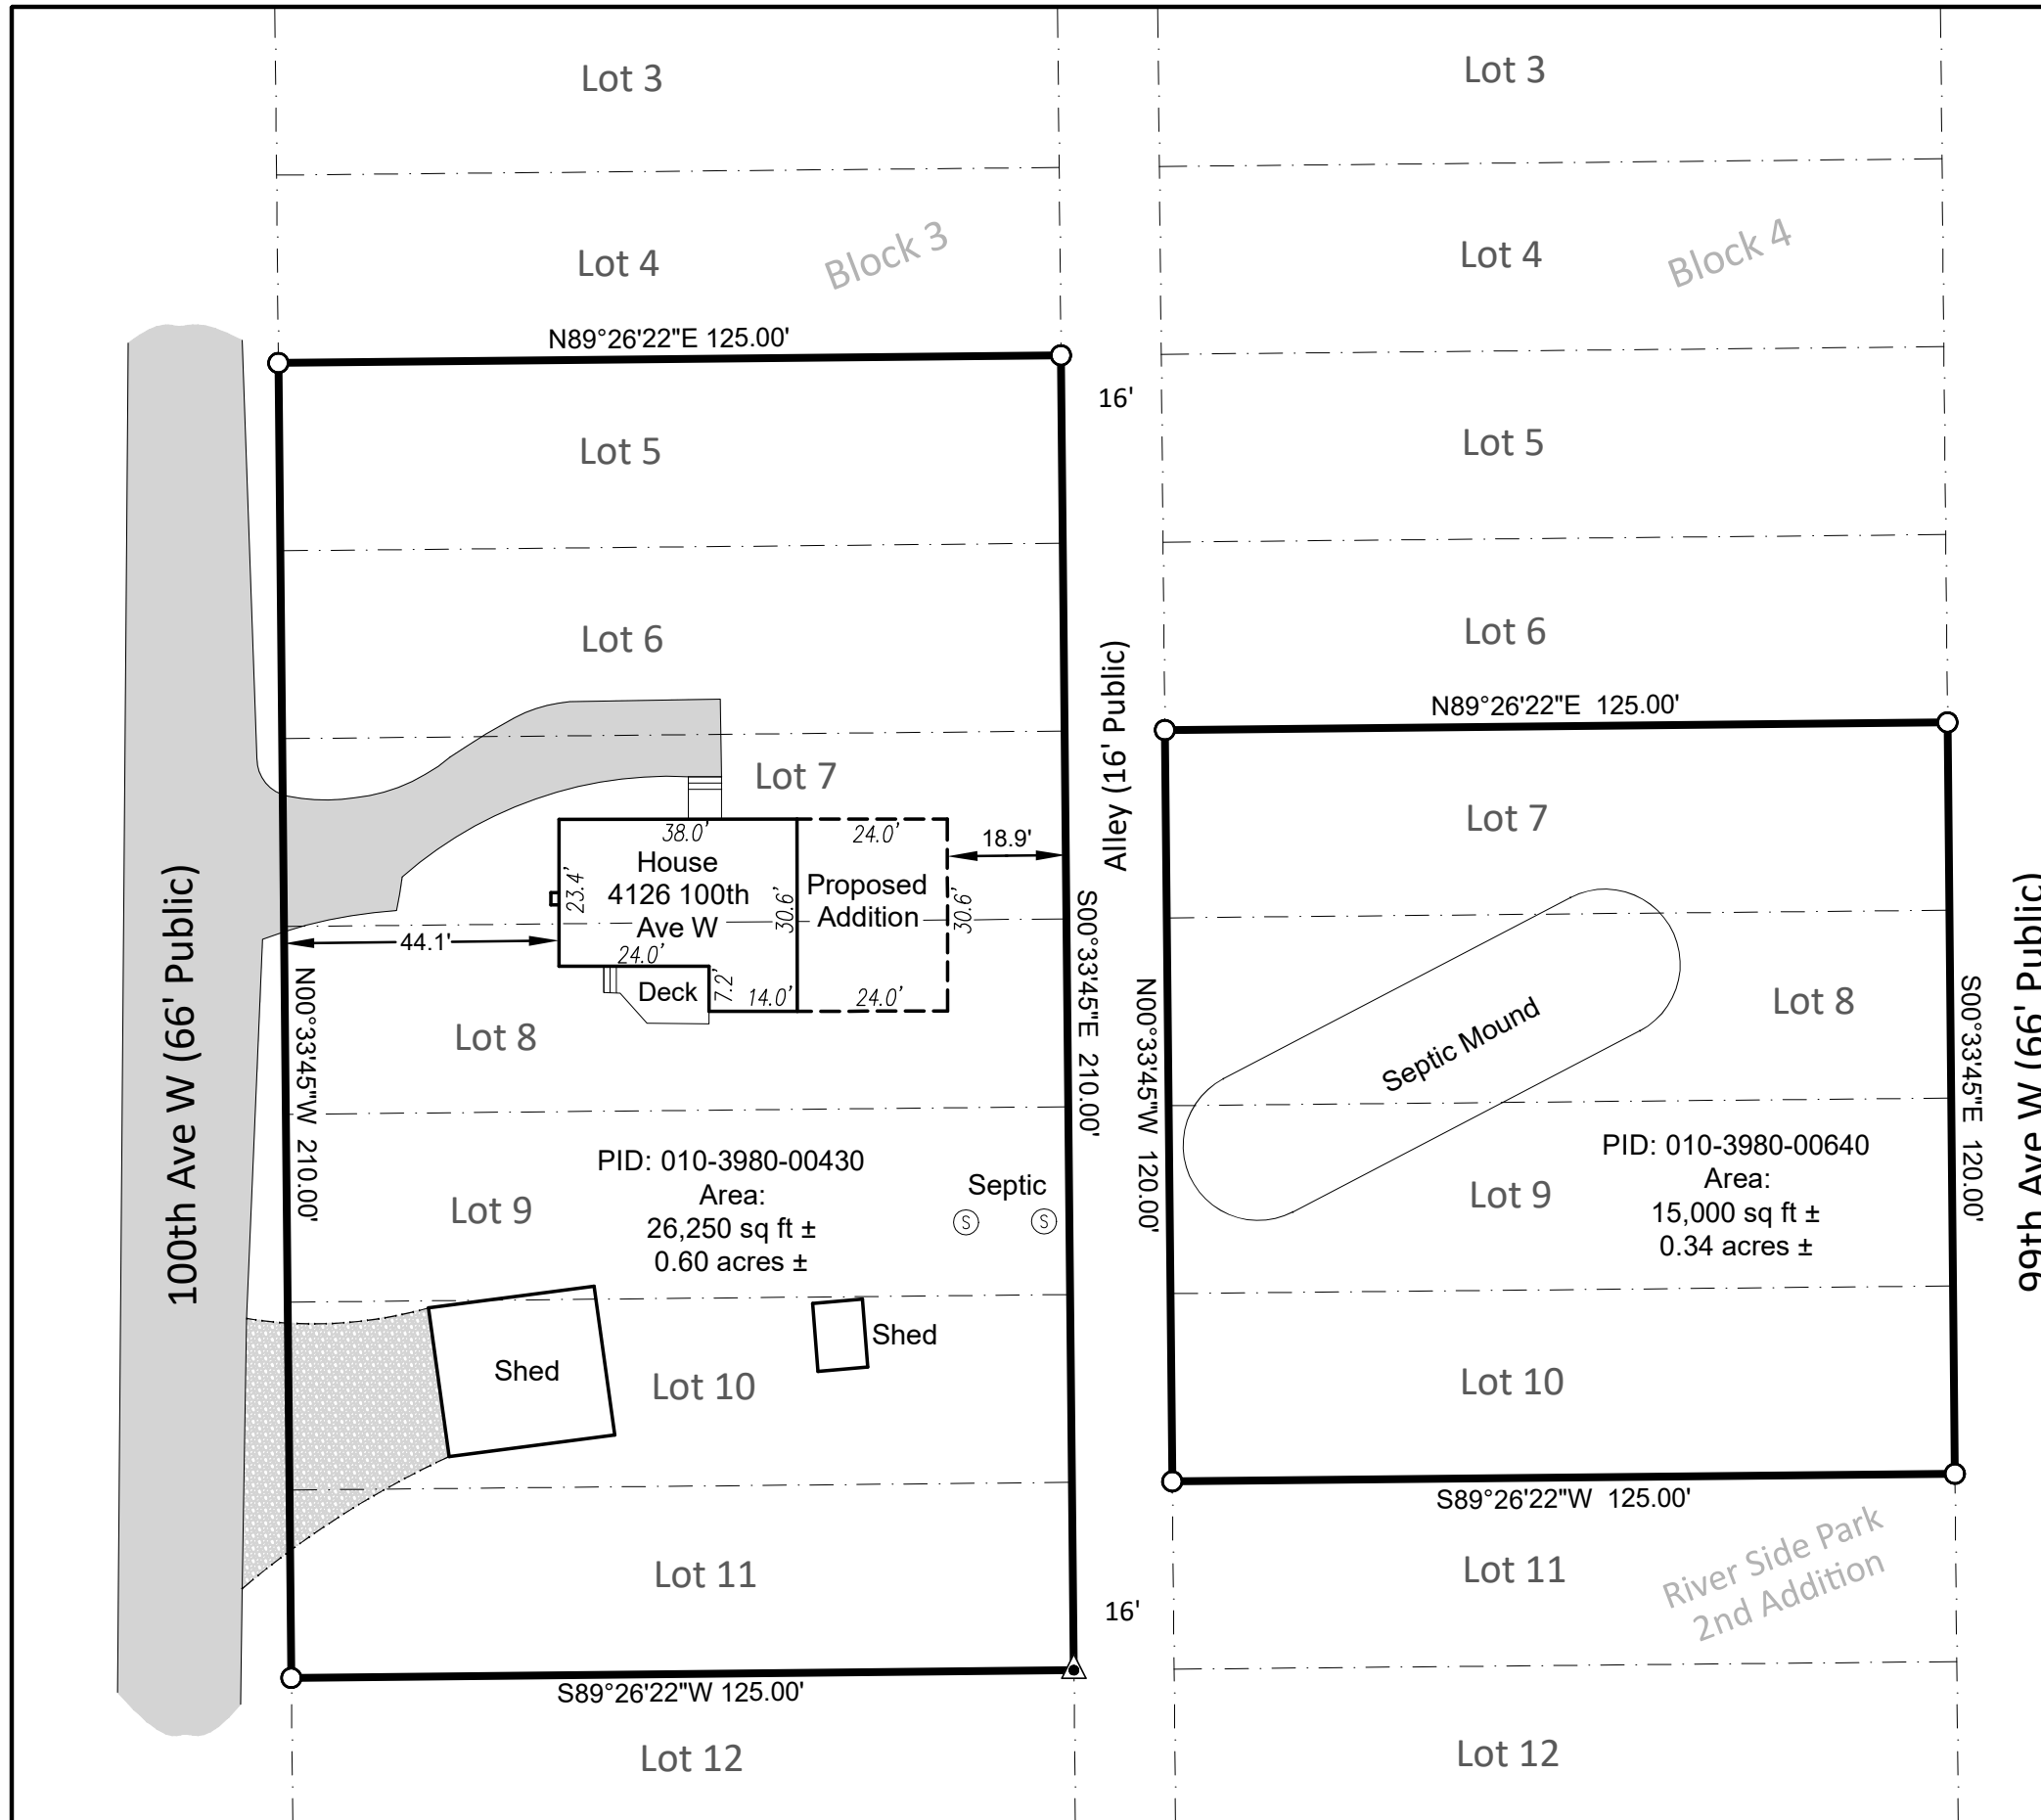 Lot 3
Lot 3
Lot 4
Block 3
Lot 4
Block 4
N89°26'22"E 125.00'
16'
Lot 5
Lot 5
Lot 6
Lot 6
Alley (16' Public)
N89°26'22"E 125.00'
Lot 7
Lot 7
38.0'
24.0'
18.9'
House
4126 100th
Ave W
23.4'
30.6'
Proposed
Addition
30.6'
24.0'
44.1'
Deck
7.2'
14.0'
24.0'
100th Ave W (66' Public)
N00°33'45"W 210.00'
S00°33'45"E 210.00'
N00°33'45"W 120.00'
S00°33'45"E 120.00'
99th Ave W (66' Public)
Lot 8
Septic Mound
Lot 8
PID: 010-3980-00430
Area:
26,250 sq ft ±
0.60 acres ±
Lot 9
Septic
S
S
Lot 9
PID: 010-3980-00640
Area:
15,000 sq ft ±
0.34 acres ±
Shed
Shed
Lot 10
Lot 10
S89°26'22"W 125.00'
Lot 11
16'
Lot 11
River Side Park
2nd Addition
S89°26'22"W 125.00'
Lot 12
Lot 12